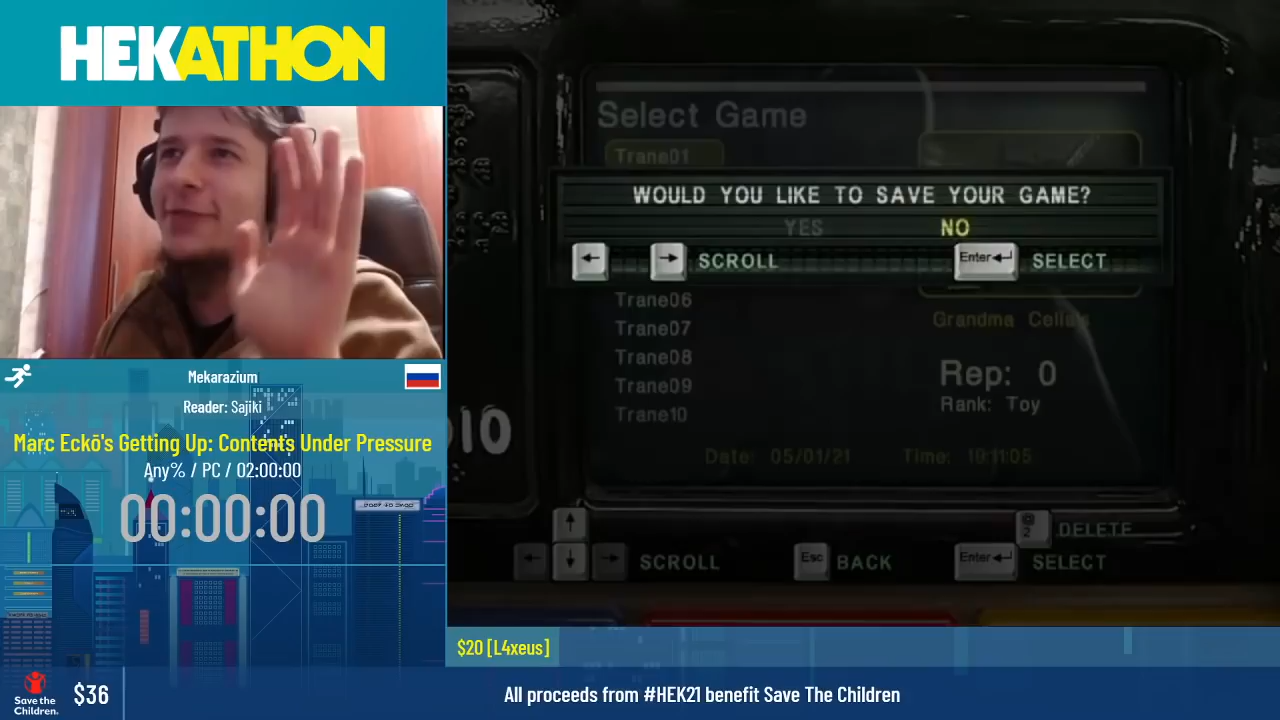 HEKATHON
Mekarazium
Reader: Sajiki
Marc Eckō's Getting Up: Contents Under Pressure
Any% / PC / 02:00:00
00:00:00
Save the
Children.
$36
Select Game
Trane01
WOULD YOU LIKE TO SAVE YOUR GAME?
YES NO
← → SCROLL Enter↵ SELECT
Trane06
Trane07
Trane08
Trane09
Trane10
Rep: 0
Rank: Toy
Date: 05/01/21 Time: 10:11:05
10
@
2 DELETE
↑
← ↓ → SCROLL Esc BACK Enter↵ SELECT
$20 [L4xeus]
All proceeds from #HEK21 benefit Save The Children